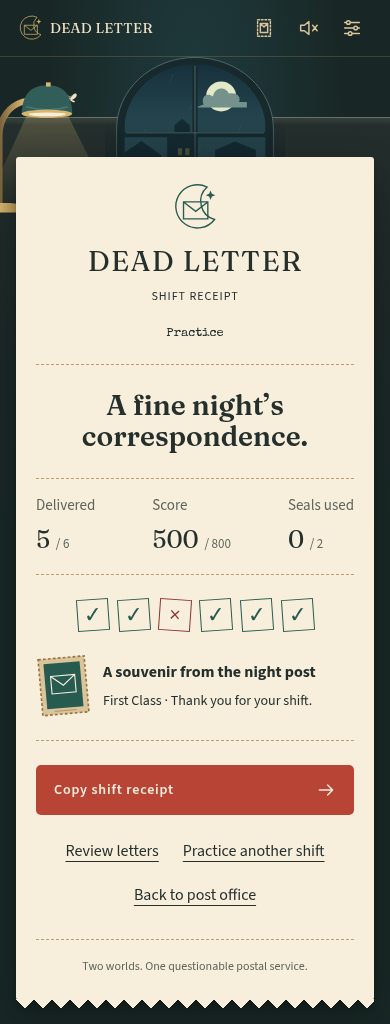 DEAD LETTER
DEAD LETTER
SHIFT RECEIPT
Practice
A fine night's
correspondence.
Delivered Score Seals used
5 / 6 500 / 800 0 / 2
✓ ✓ × ✓ ✓ ✓
A souvenir from the night post
First Class · Thank you for your shift.
Copy shift receipt →
Review letters Practice another shift
Back to post office
Two worlds. One questionable postal service.